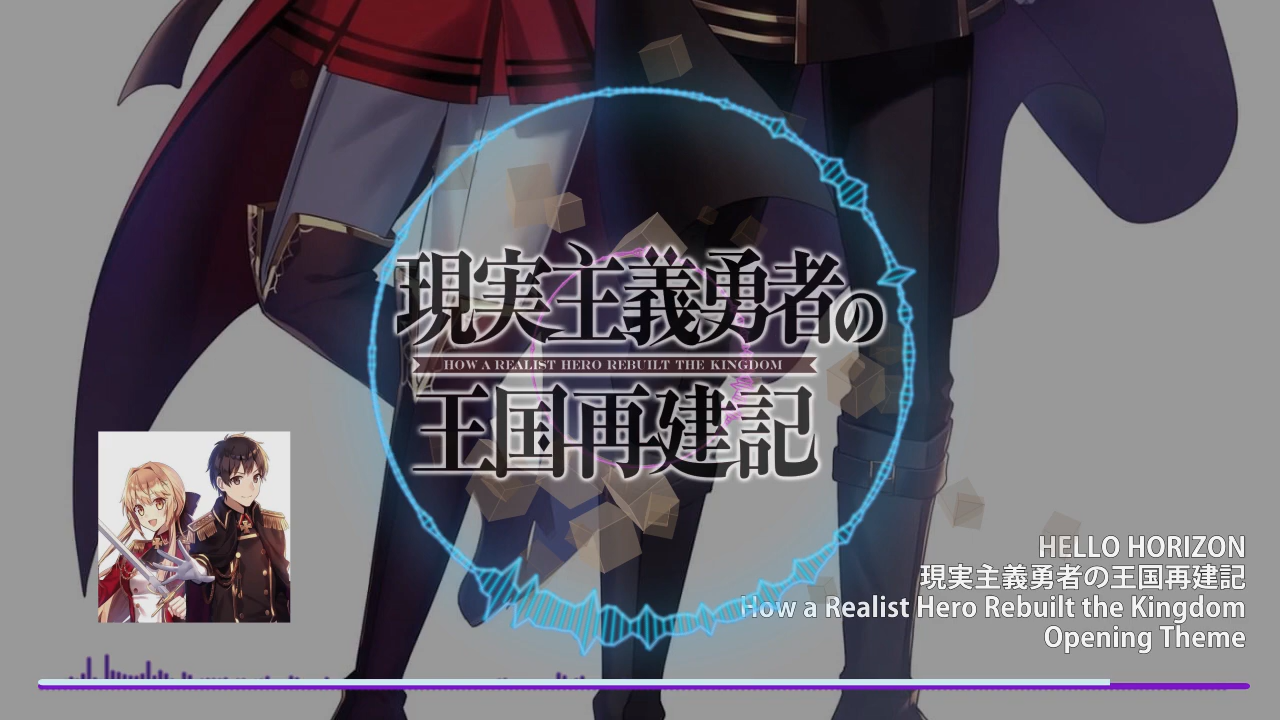 現実主義勇者の
HOW A REALIST HERO REBUILT THE KINGDOM
王国再建記
HELLO HORIZON
現実主義勇者の王国再建記
How a Realist Hero Rebuilt the Kingdom
Opening Theme